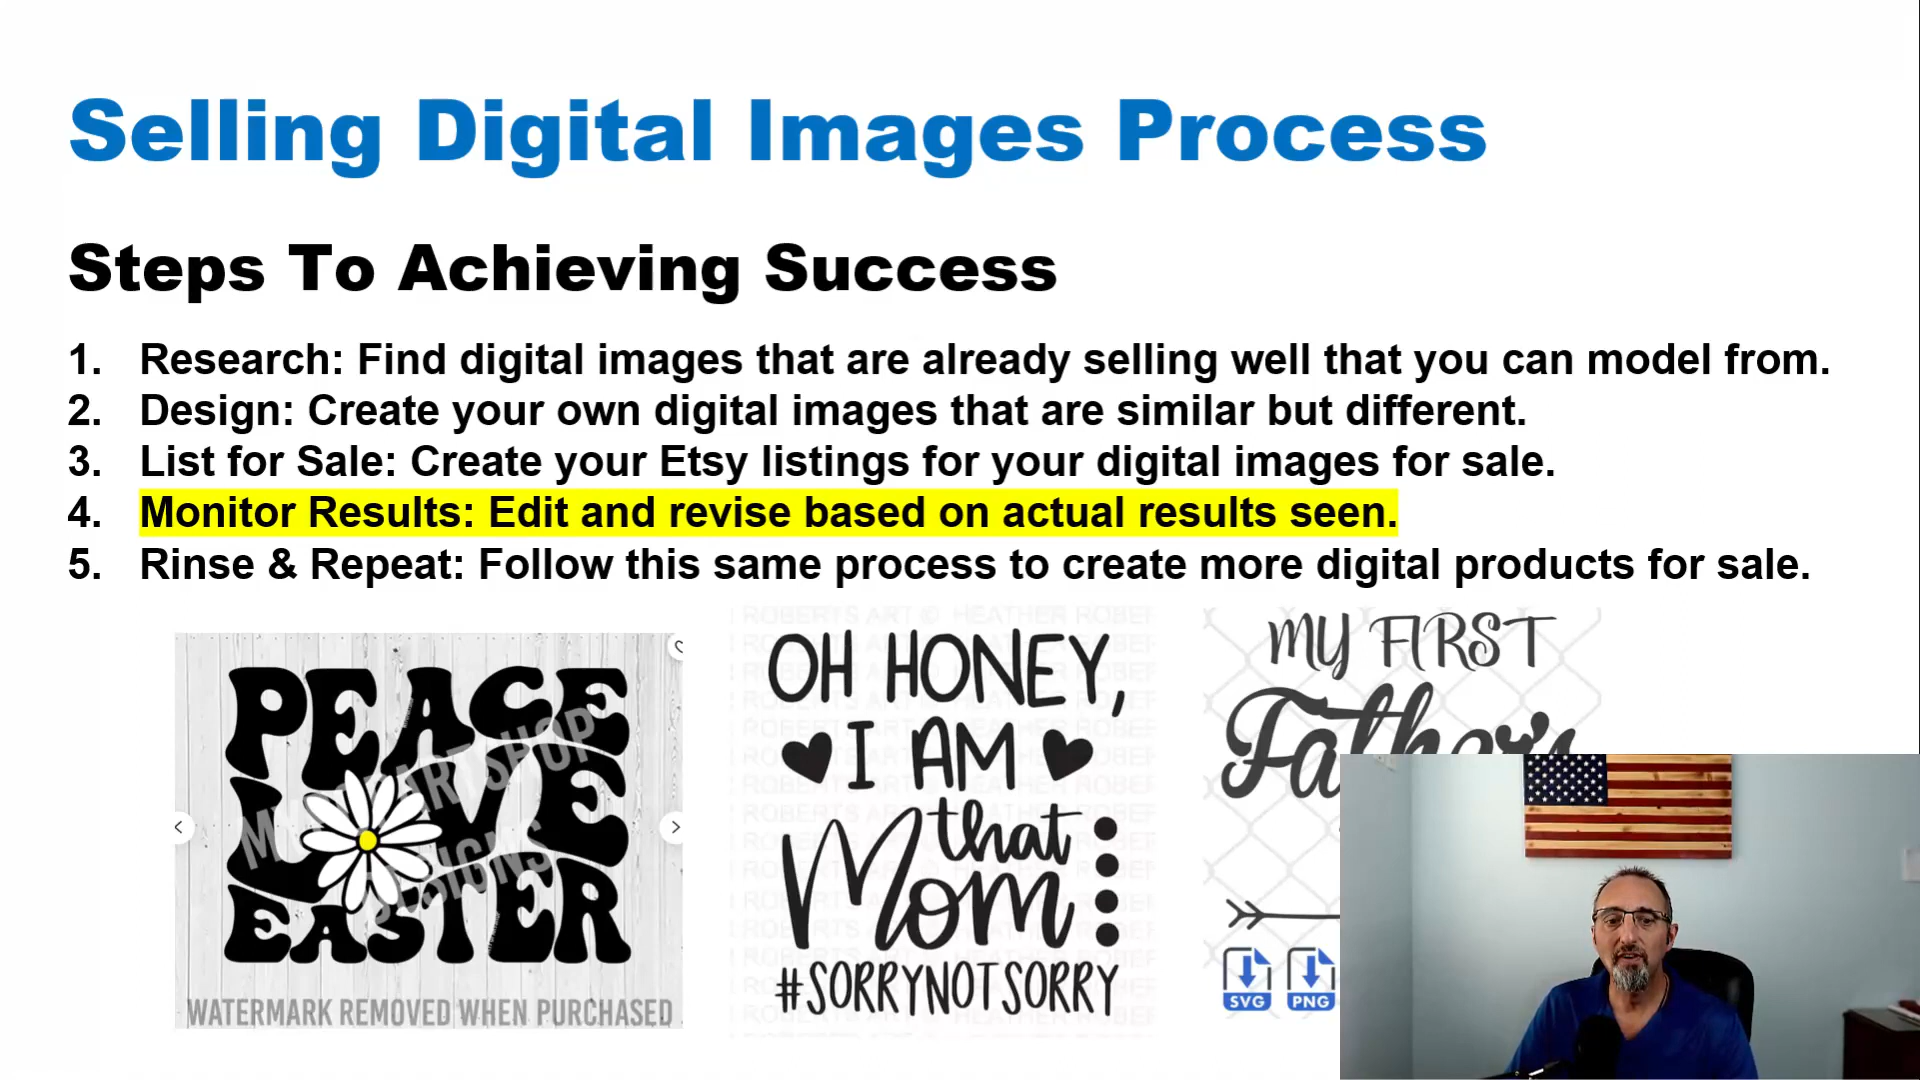 Selling Digital Images Process
Steps To Achieving Success
1. Research: Find digital images that are already selling well that you can model from.
2. Design: Create your own digital images that are similar but different.
3. List for Sale: Create your Etsy listings for your digital images for sale.
4. Monitor Results: Edit and revise based on actual results seen.
5. Rinse & Repeat: Follow this same process to create more digital products for sale.
PEACE
LOVE
EASTER
DESIGNS
WATERMARK REMOVED WHEN PURCHASED
ROBERTS ART © HEATHER ROBER
OH HONEY,
I AM
that
Mom
#SORRYNOTSORRY
MY FIRST
SVG PNG